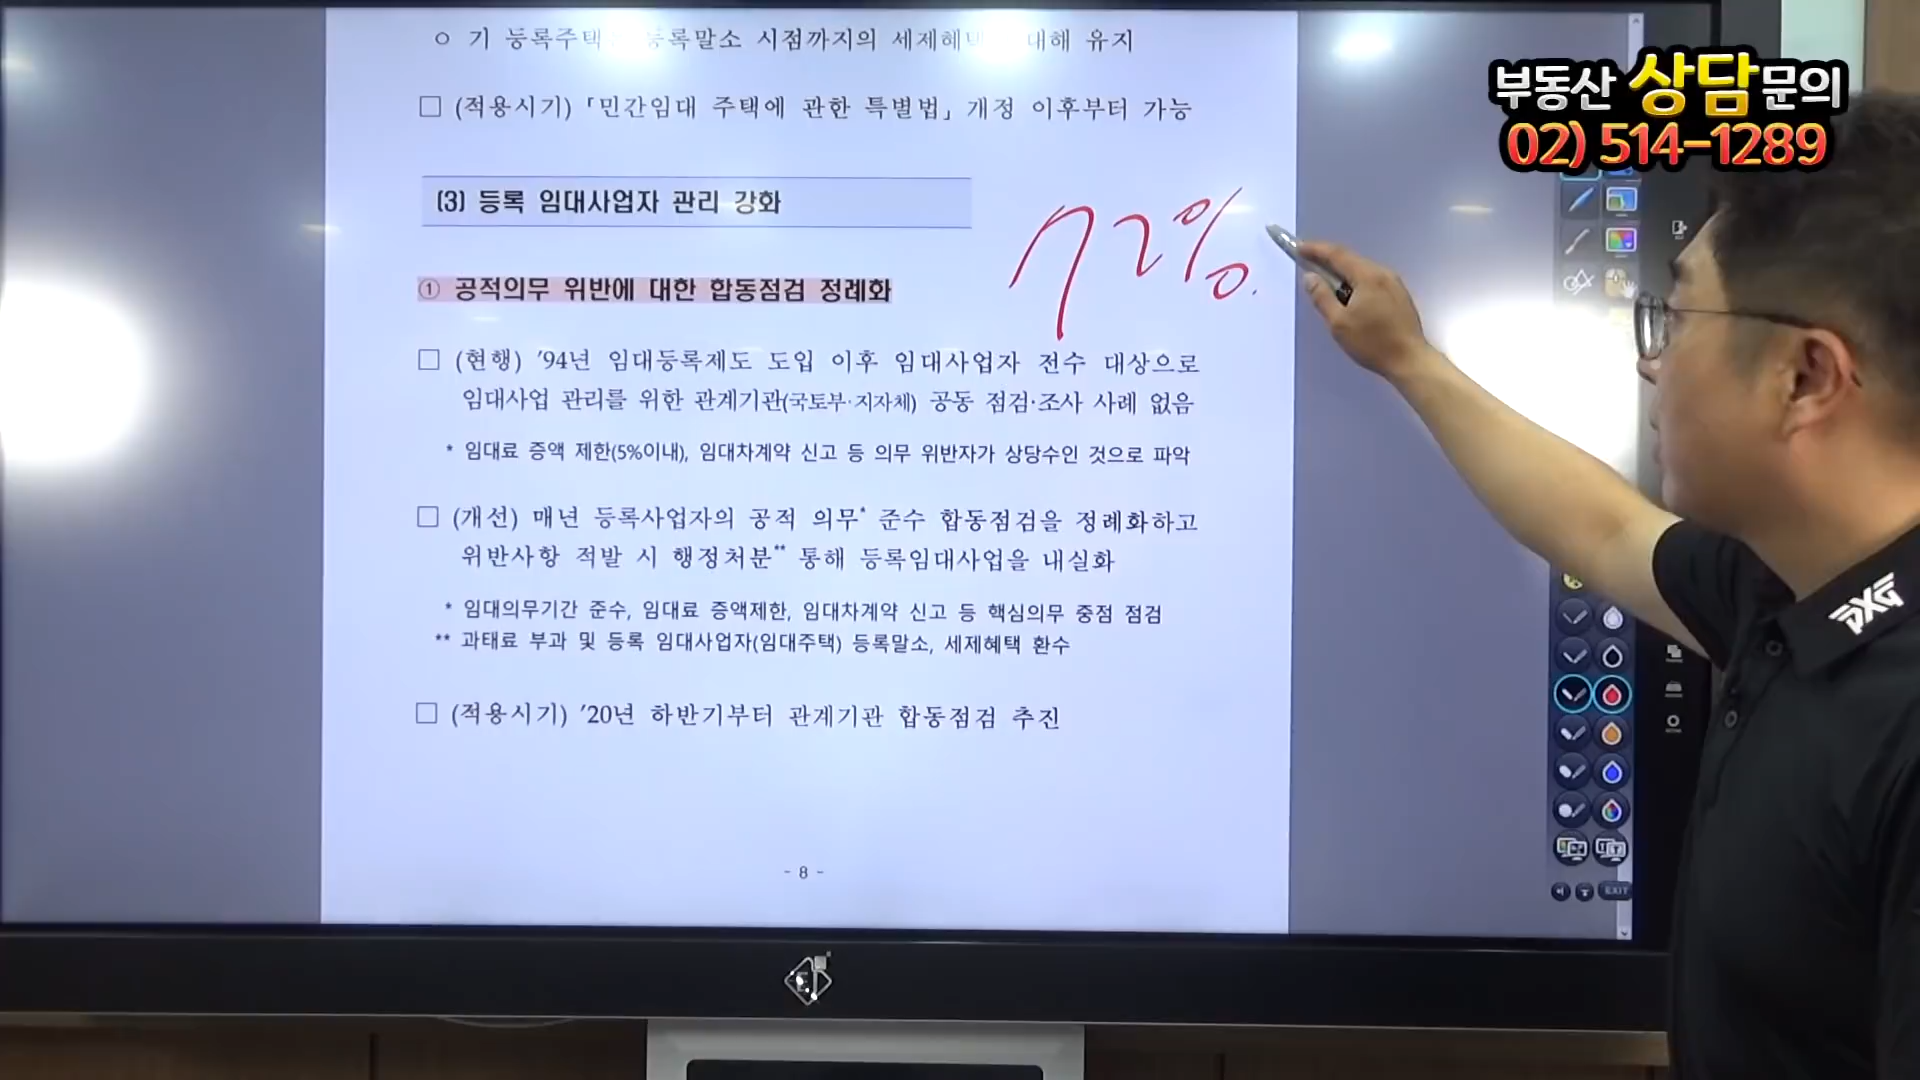 ㅇ 기 등록주택 등록말소 시점까지의 세제혜택 대해 유지
□ (적용시기) 「민간임대 주택에 관한 특별법」 개정 이후부터 가능
(3) 등록 임대사업자 관리 강화
① 공적의무 위반에 대한 합동점검 정례화
□ (현행) ’94년 임대등록제도 도입 이후 임대사업자 전수 대상으로
임대사업 관리를 위한 관계기관(국토부·지자체) 공동 점검·조사 사례 없음
* 임대료 증액 제한(5%이내), 임대차계약 신고 등 의무 위반자가 상당수인 것으로 파악
□ (개선) 매년 등록사업자의 공적 의무* 준수 합동점검을 정례화하고
위반사항 적발 시 행정처분** 통해 등록임대사업을 내실화
* 임대의무기간 준수, 임대료 증액제한, 임대차계약 신고 등 핵심의무 중점 점검
** 과태료 부과 및 등록 임대사업자(임대주택) 등록말소, 세제혜택 환수
□ (적용시기) ’20년 하반기부터 관계기관 합동점검 추진
- 8 -
72%.
부동산 상담문의
02) 514-1289
PXG
EXIT